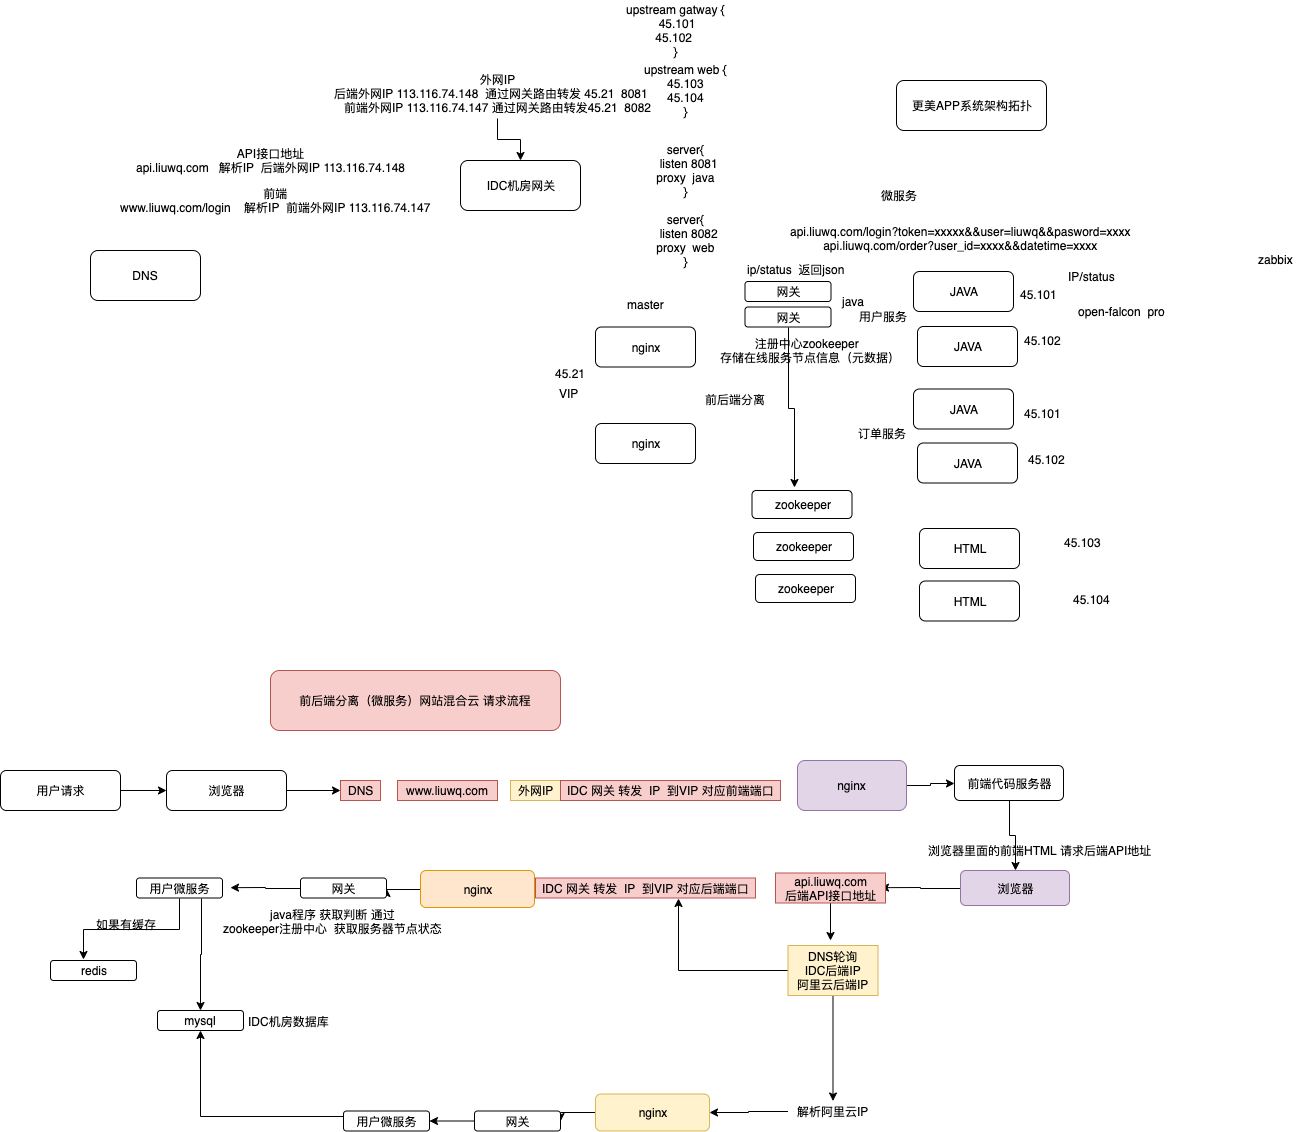 upstream gatway {
45.101
45.102
}
upstream web {
45.103
45.104
}
外网IP
后端外网IP 113.116.74.148  通过网关路由转发 45.21  8081
前端外网IP 113.116.74.147 通过网关路由转发45.21  8082
更美APP系统架构拓扑
API接口地址
api.liuwq.com   解析IP  后端外网IP 113.116.74.148
前端
www.liuwq.com/login    解析IP  前端外网IP 113.116.74.147
IDC机房网关
server{
listen 8081
proxy  java
}
server{
listen 8082
proxy  web
}
微服务
api.liuwq.com/login?token=xxxxx&&user=liuwq&&pasword=xxxx
api.liuwq.com/order?user_id=xxxx&&datetime=xxxx
DNS
zabbix
ip/status  返回json
网关
网关
java
用户服务
JAVA
45.101
IP/status
open-falcon  pro
JAVA
45.102
master
nginx
注册中心zookeeper
存储在线服务节点信息（元数据）
45.21
VIP
前后端分离
nginx
JAVA
45.101
订单服务
JAVA
45.102
zookeeper
zookeeper
zookeeper
HTML
45.103
HTML
45.104
前后端分离（微服务）网站混合云 请求流程
用户请求
浏览器
DNS
www.liuwq.com
外网IP
IDC 网关 转发  IP  到VIP 对应前端端口
nginx
前端代码服务器
浏览器里面的前端HTML 请求后端API地址
浏览器
api.liuwq.com
后端API接口地址
IDC 网关 转发  IP  到VIP 对应后端端口
nginx
网关
用户微服务
java程序 获取判断 通过
zookeeper注册中心  获取服务器节点状态
如果有缓存
redis
DNS轮询
IDC后端IP
阿里云后端IP
mysql
IDC机房数据库
解析阿里云IP
nginx
网关
用户微服务